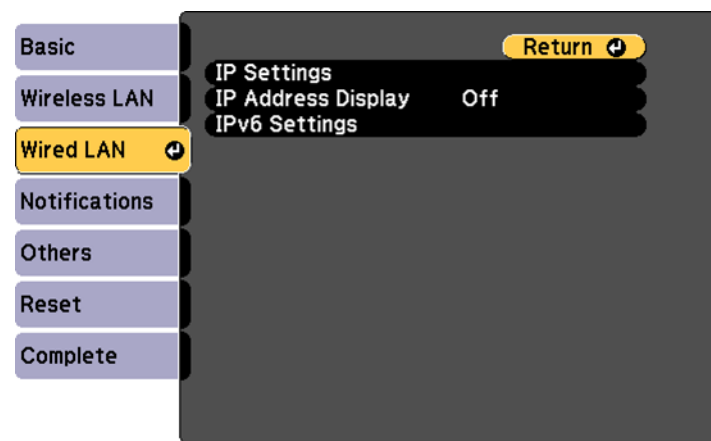 Basic
Wireless LAN
Wired LAN
Notifications
Others
Reset
Complete
Return
IP Settings
IP Address Display Off
IPv6 Settings